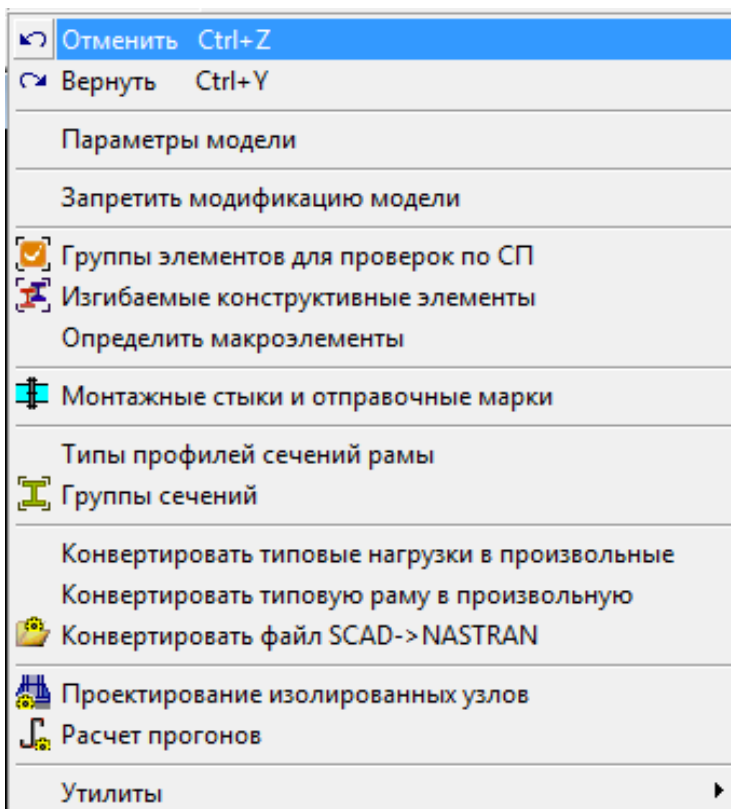 Отменить Ctrl+Z
Вернуть Ctrl+Y
Параметры модели
Запретить модификацию модели
Группы элементов для проверок по СП
Изгибаемые конструктивные элементы
Определить макроэлементы
Монтажные стыки и отправочные марки
Типы профилей сечений рамы
Группы сечений
Конвертировать типовые нагрузки в произвольные
Конвертировать типовую раму в произвольную
Конвертировать файл SCAD->NASTRAN
Проектирование изолированных узлов
Расчет прогонов
Утилиты